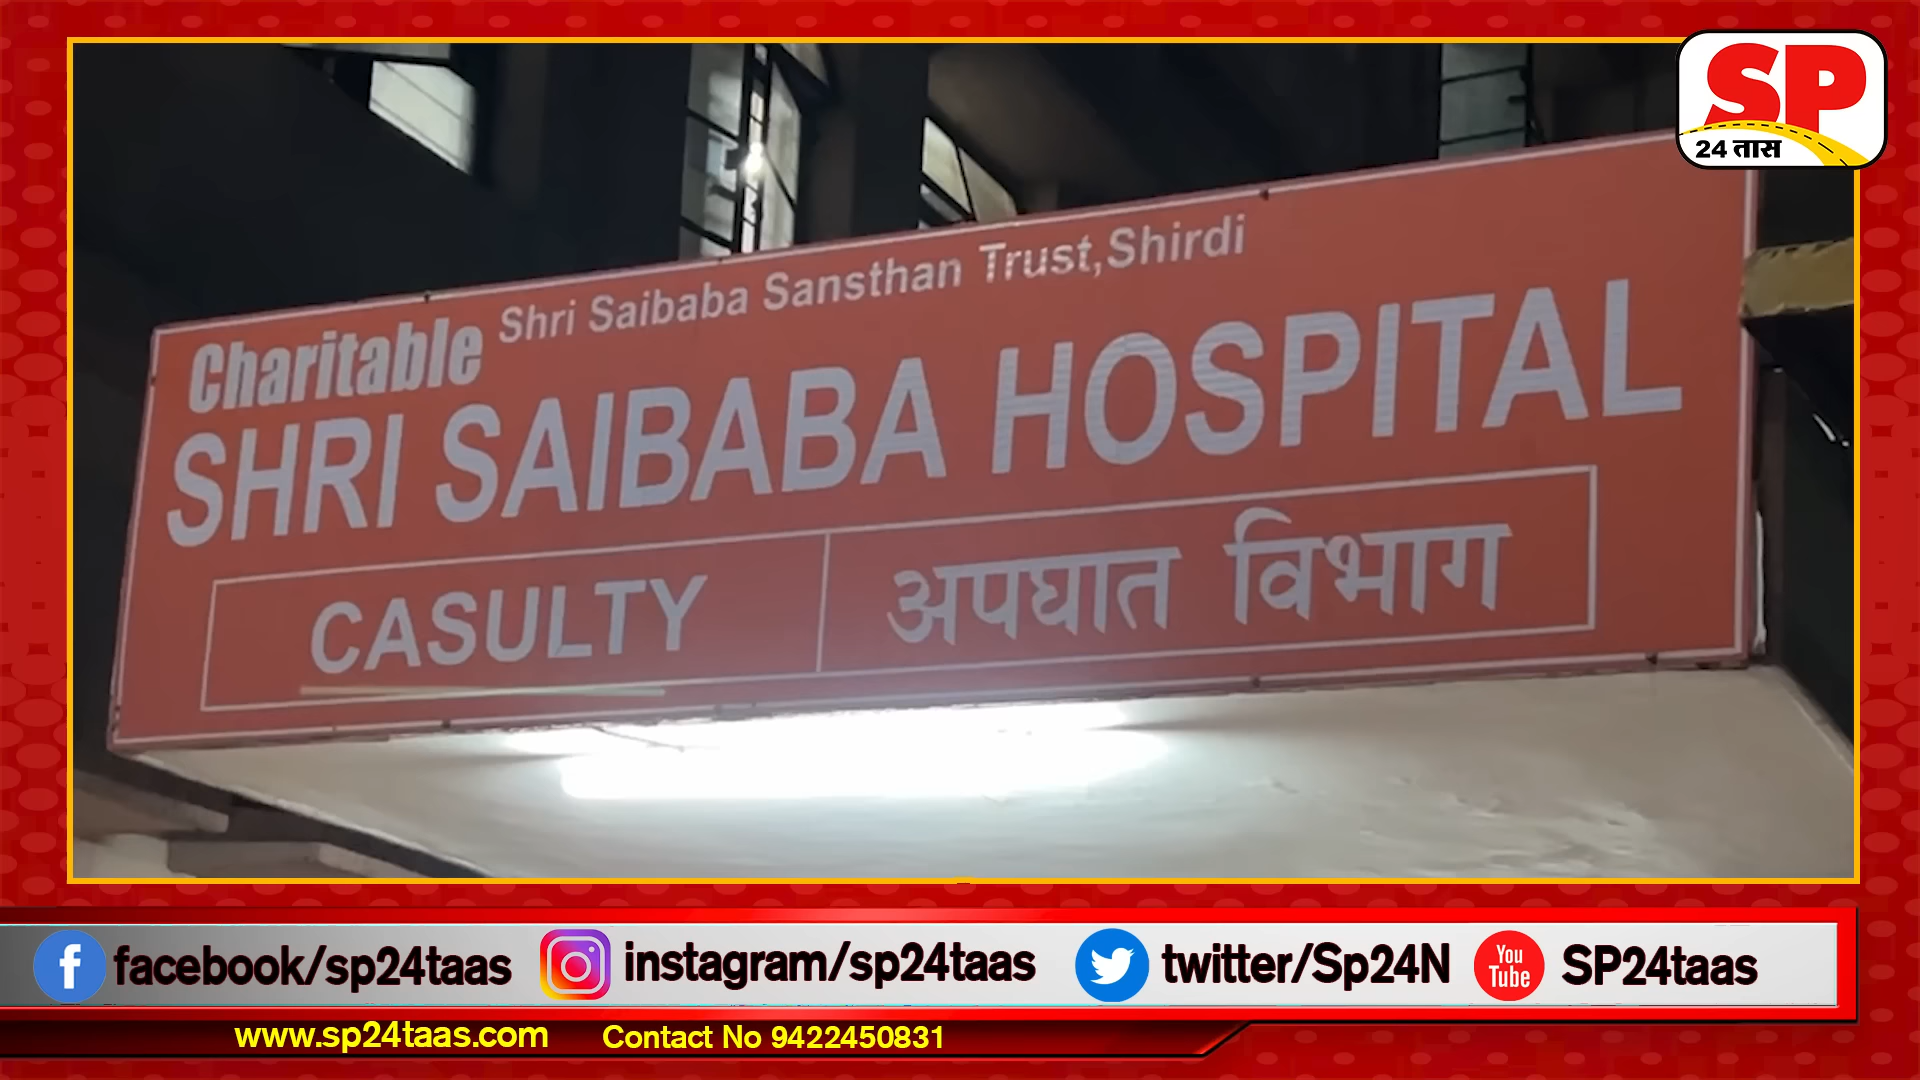 SP
24 तास
Charitable Shri Saibaba Sansthan Trust,Shirdi
SHRI SAIBABA HOSPITAL
CASULTY अपघात विभाग
facebook/sp24taas instagram/sp24taas twitter/Sp24N You Tube SP24taas
www.sp24taas.com Contact No 9422450831